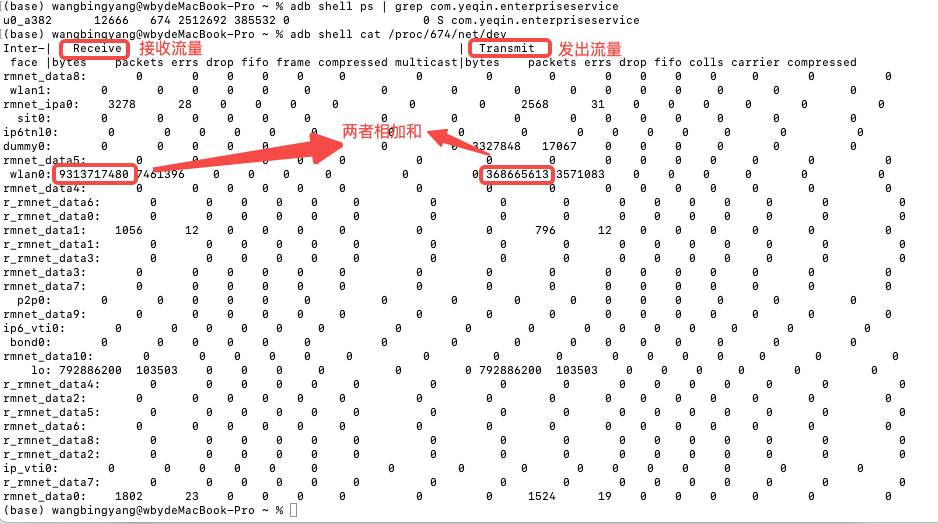 (base) wangbingyang@wbydeMacBook-Pro ~ % adb shell ps | grep com.yeqin.enterpriseservice
u0_a382 12666 674 2512692 385532 0 0 S com.yeqin.enterpriseservice
(base) wangbingyang@wbydeMacBook-Pro ~ % adb shell cat /proc/674/net/dev
Inter-| Receive 接收流量 | Transmit 发出流量
face |bytes packets errs drop fifo frame compressed multicast|bytes packets errs drop fifo colls carrier compressed
rmnet_data8: 0 0 0 0 0 0 0 0 0 0 0 0 0 0 0 0
wlan1: 0 0 0 0 0 0 0 0 0 0 0 0 0 0 0 0
rmnet_ipa0: 3278 28 0 0 0 0 0 0 2568 31 0 0 0 0 0 0
sit0: 0 0 0 0 0 0 0 0 0 0 0 0 0 0 0 0
ip6tnl0: 0 0 0 0 0 0 0 0 0 0 0 0 0 0 0
两者相加和
dummy0: 0 0 0 0 0 0 0 3327848 17067 0 0 0 0 0 0
rmnet_data5: 0 0 0 0 0 0 0 0 0 0 0 0 0 0 0
wlan0: 9313717480 7461396 0 368665613 3571083 0 0 0 0 0 0
rmnet_data4: 0 0 0 0 0 0 0 0 0 0 0 0 0 0 0 0
r_rmnet_data6: 0 0 0 0 0 0 0 0 0 0 0 0 0 0 0 0
r_rmnet_data0: 0 0 0 0 0 0 0 0 0 0 0 0 0 0 0 0
rmnet_data1: 1056 12 0 0 0 0 0 0 796 12 0 0 0 0 0 0
r_rmnet_data1: 0 0 0 0 0 0 0 0 0 0 0 0 0 0 0 0
r_rmnet_data3: 0 0 0 0 0 0 0 0 0 0 0 0 0 0 0 0
rmnet_data3: 0 0 0 0 0 0 0 0 0 0 0 0 0 0 0 0
rmnet_data7: 0 0 0 0 0 0 0 0 0 0 0 0 0 0 0 0
p2p0: 0 0 0 0 0 0 0 0 0 0 0 0 0 0 0 0
rmnet_data9: 0 0 0 0 0 0 0 0 0 0 0 0 0 0 0 0
ip6_vti0: 0 0 0 0 0 0 0 0 0 0 0 0 0 0 0 0
bond0: 0 0 0 0 0 0 0 0 0 0 0 0 0 0 0 0
rmnet_data10: 0 0 0 0 0 0 0 0 0 0 0 0 0 0 0 0
lo: 792886200 103503 0 0 0 0 0 0 792886200 103503 0 0 0 0 0 0
r_rmnet_data4: 0 0 0 0 0 0 0 0 0 0 0 0 0 0 0 0
rmnet_data2: 0 0 0 0 0 0 0 0 0 0 0 0 0 0 0 0
r_rmnet_data5: 0 0 0 0 0 0 0 0 0 0 0 0 0 0 0 0
rmnet_data6: 0 0 0 0 0 0 0 0 0 0 0 0 0 0 0 0
r_rmnet_data8: 0 0 0 0 0 0 0 0 0 0 0 0 0 0 0 0
r_rmnet_data2: 0 0 0 0 0 0 0 0 0 0 0 0 0 0 0 0
ip_vti0: 0 0 0 0 0 0 0 0 0 0 0 0 0 0 0 0
r_rmnet_data7: 0 0 0 0 0 0 0 0 0 0 0 0 0 0 0 0
rmnet_data0: 1802 23 0 0 0 0 0 0 1524 19 0 0 0 0 0 0
(base) wangbingyang@wbydeMacBook-Pro ~ %